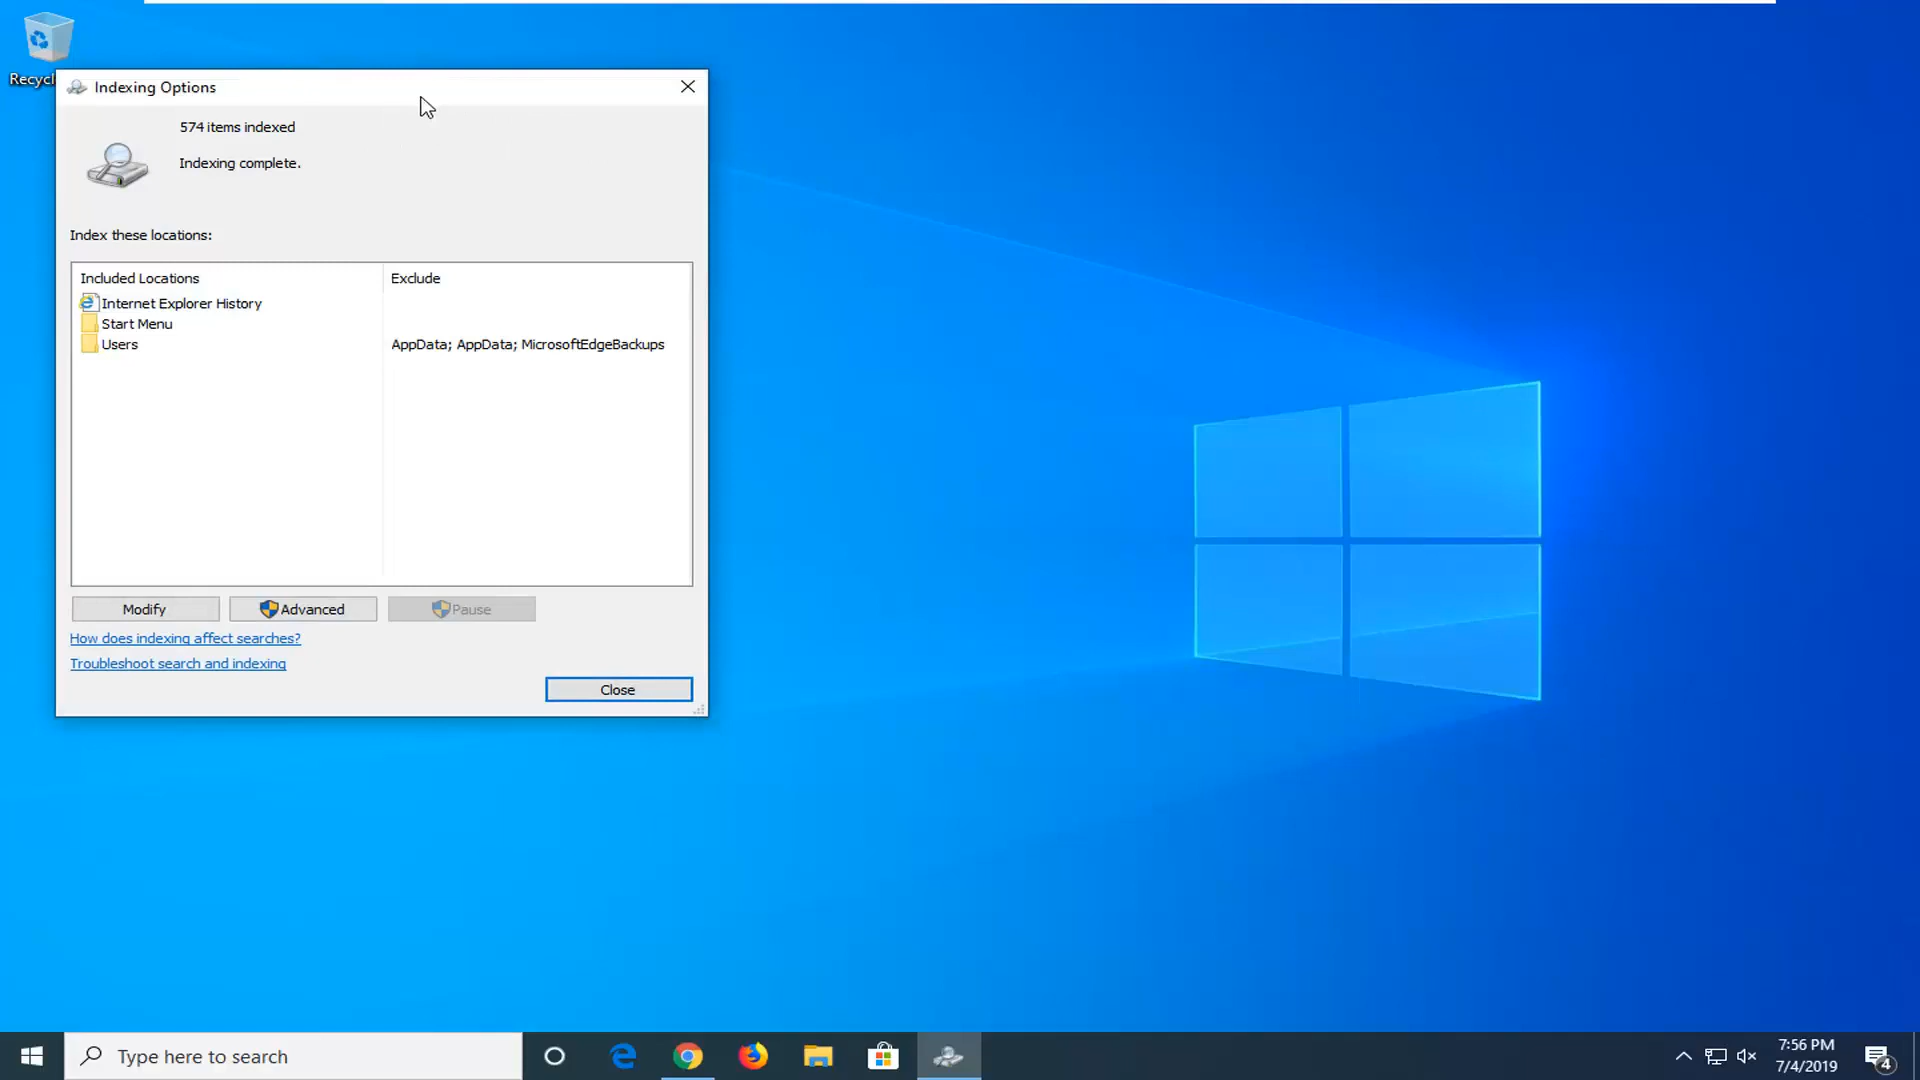 Recycl
Indexing Options
574 items indexed
Indexing complete.
Index these locations:
Included Locations Exclude
Internet Explorer History
Start Menu
Users AppData; AppData; MicrosoftEdgeBackups
Modify Advanced Pause
How does indexing affect searches?
Troubleshoot search and indexing
Close
Type here to search
7:56 PM
7/4/2019
4